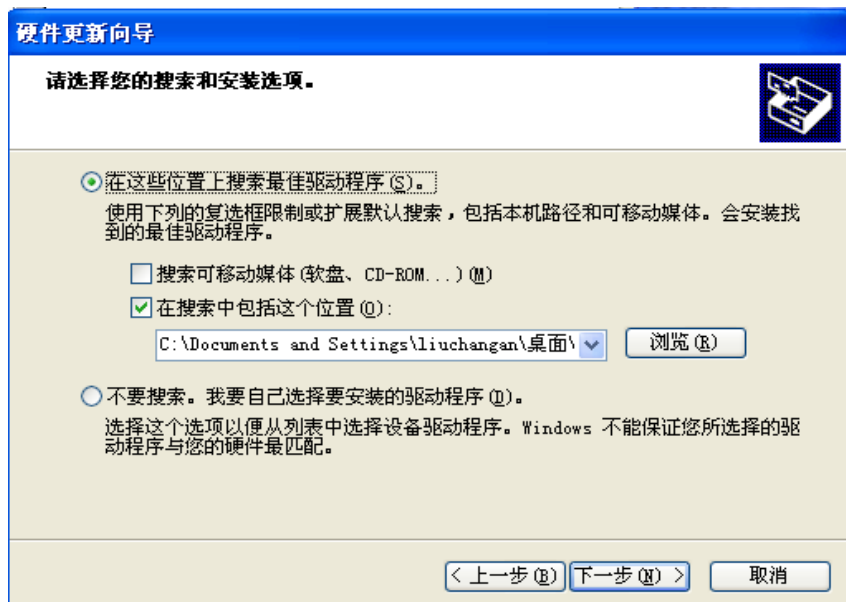 硬件更新向导
请选择您的搜索和安装选项。
在这些位置上搜索最佳驱动程序(S)。
使用下列的复选框限制或扩展默认搜索,包括本机路径和可移动媒体。会安装找
到的最佳驱动程序。
搜索可移动媒体(软盘、CD-ROM...)(M)
在搜索中包括这个位置(O):
C:\Documents and Settings\liuchangan\桌面\
浏览(R)
不要搜索。我要自己选择要安装的驱动程序(D)。
选择这个选项以便从列表中选择设备驱动程序。Windows 不能保证您所选择的驱
动程序与您的硬件最匹配。
< 上一步(B) 下一步(N) > 取消